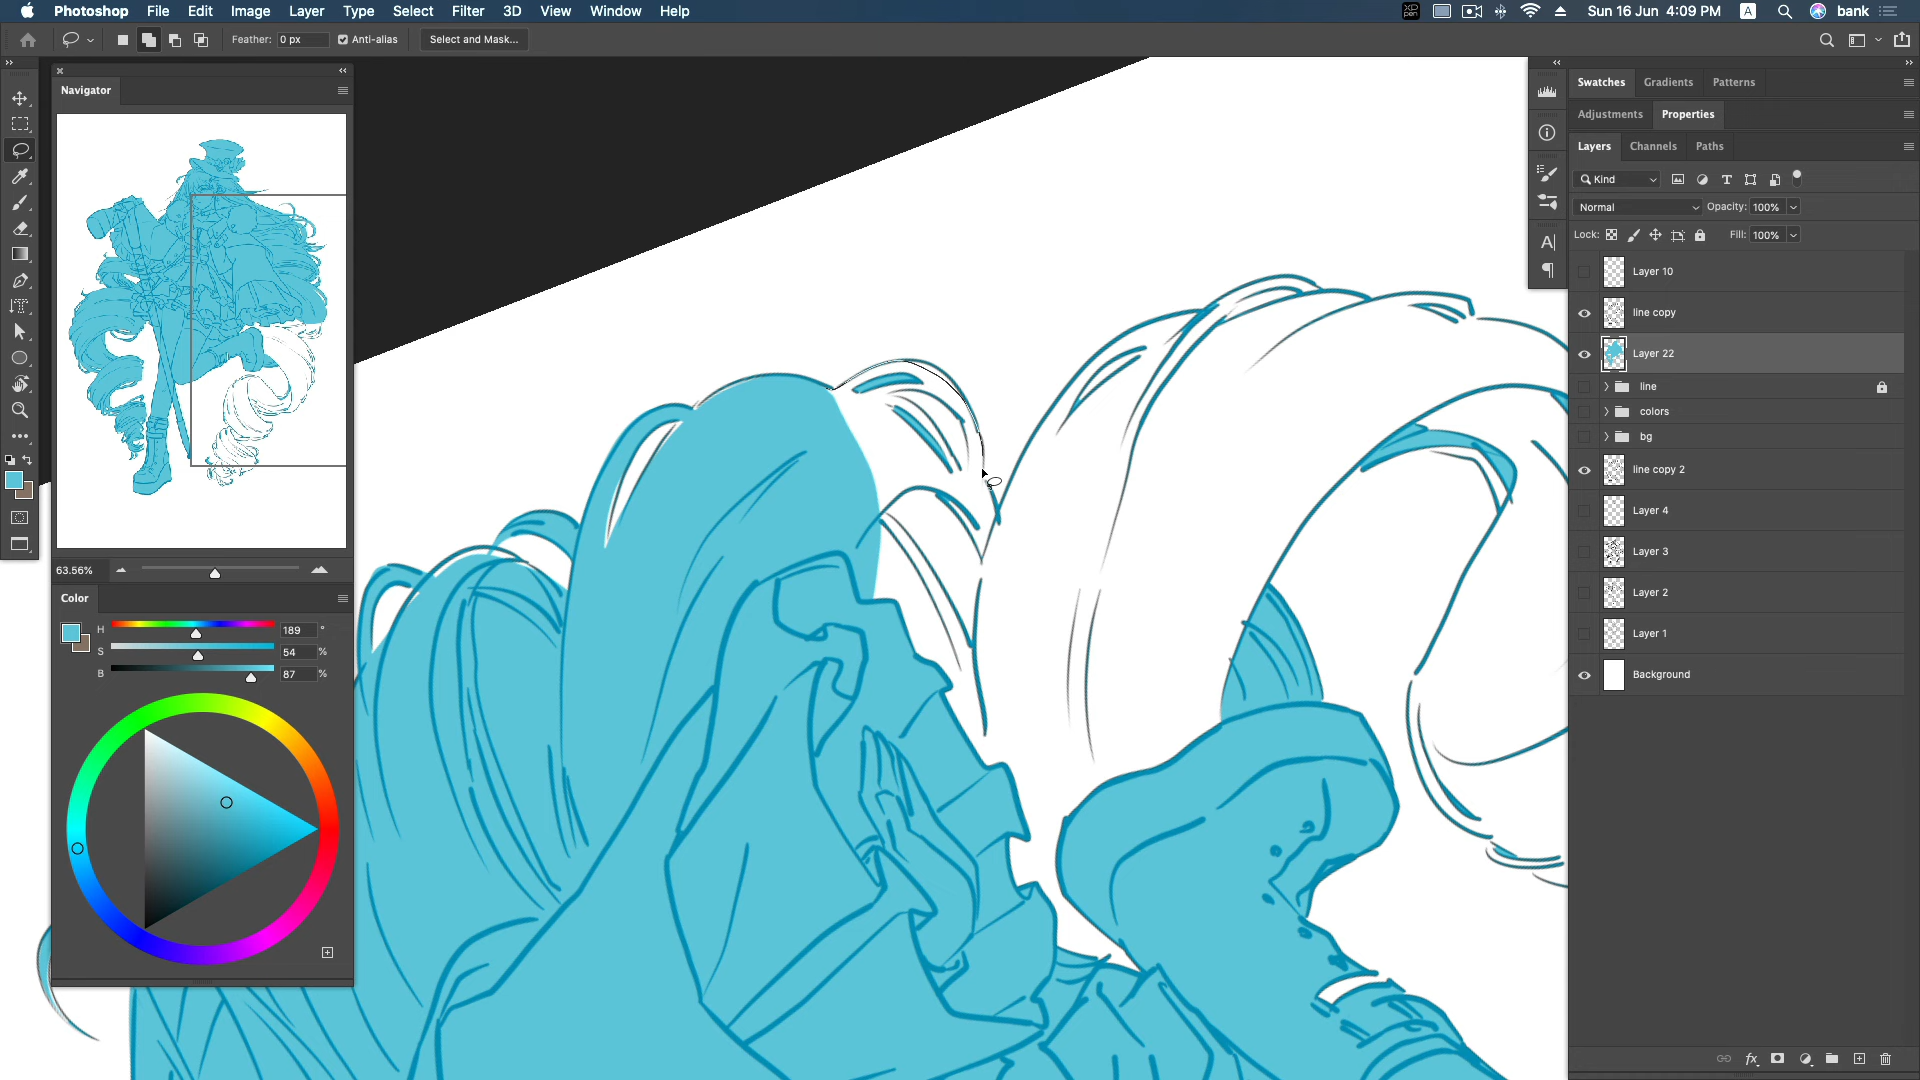 Photoshop File Edit Image Layer Type Select Filter 3D View Window Help
XP PEN
Sun 16 Jun 4:09 PM A bank
Feather: 0 px Anti-alias Select and Mask...
Navigator
63.56%
Color
H 189 °
S 54 %
B 87 %
Swatches Gradients Patterns
Adjustments Properties
Layers Channels Paths
Kind
Normal Opacity: 100%
Lock: Fill: 100%
Layer 10
line copy
Layer 22
line
colors
bg
line copy 2
Layer 4
Layer 3
Layer 2
Layer 1
Background
fx